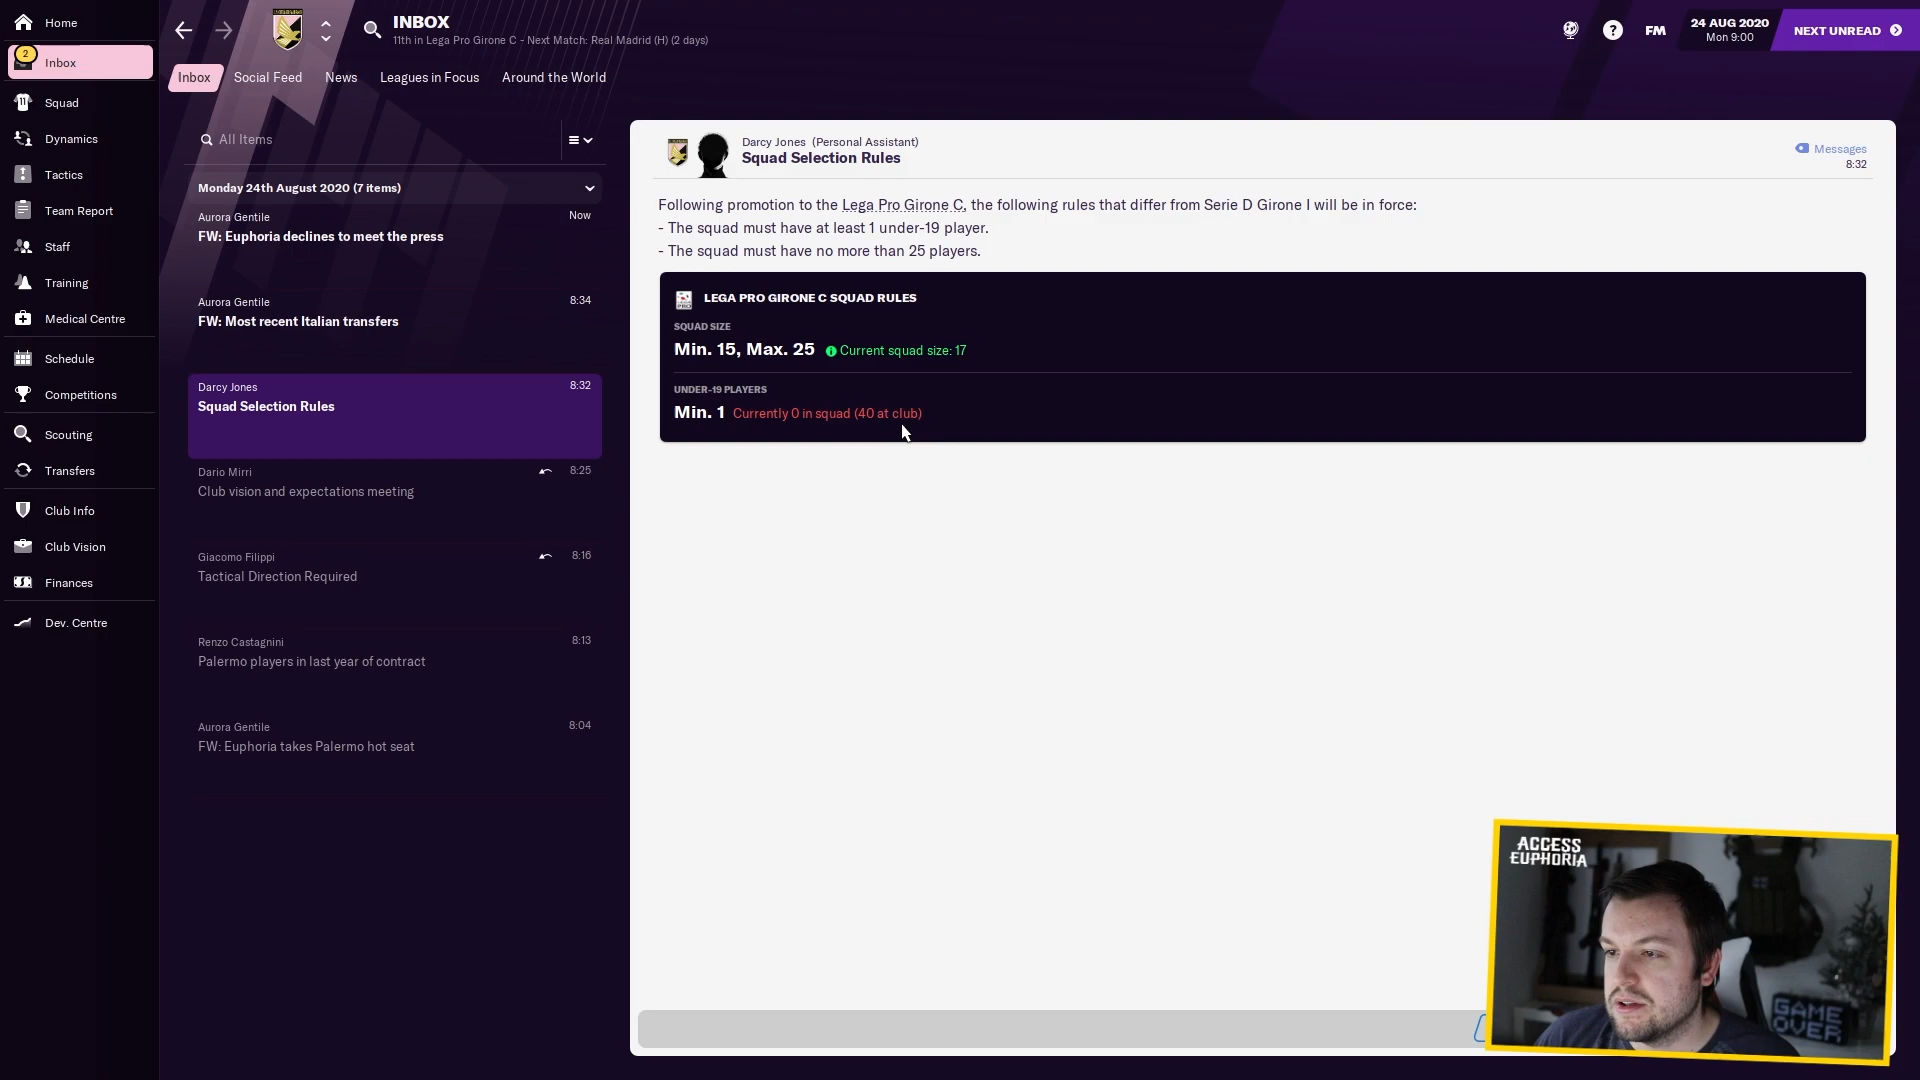 Home
2
Inbox
Squad
Dynamics
Tactics
Team Report
Staff
Training
Medical Centre
Schedule
Competitions
Scouting
Transfers
Club Info
Club Vision
Finances
Dev. Centre
INBOX
11th in Lega Pro Girone C - Next Match: Real Madrid (H) (2 days)
? FM
24 AUG 2020
Mon 9:00
NEXT UNREAD
Inbox Social Feed News Leagues in Focus Around the World
All Items
Monday 24th August 2020 (7 items)
Aurora Gentile Now
FW: Euphoria declines to meet the press
Aurora Gentile 8:34
FW: Most recent Italian transfers
Darcy Jones 8:32
Squad Selection Rules
Dario Mirri 8:25
Club vision and expectations meeting
Giacomo Filippi 8:16
Tactical Direction Required
Renzo Castagnini 8:13
Palermo players in last year of contract
Aurora Gentile 8:04
FW: Euphoria takes Palermo hot seat
Darcy Jones (Personal Assistant)
Squad Selection Rules
Messages
8:32
Following promotion to the Lega Pro Girone C, the following rules that differ from Serie D Girone I will be in force:
- The squad must have at least 1 under-19 player.
- The squad must have no more than 25 players.
LEGA PRO GIRONE C SQUAD RULES
SQUAD SIZE
Min. 15, Max. 25 Current squad size: 17
UNDER-19 PLAYERS
Min. 1 Currently 0 in squad (40 at club)
ACCESS
EUPHORIA
GAME
OVER